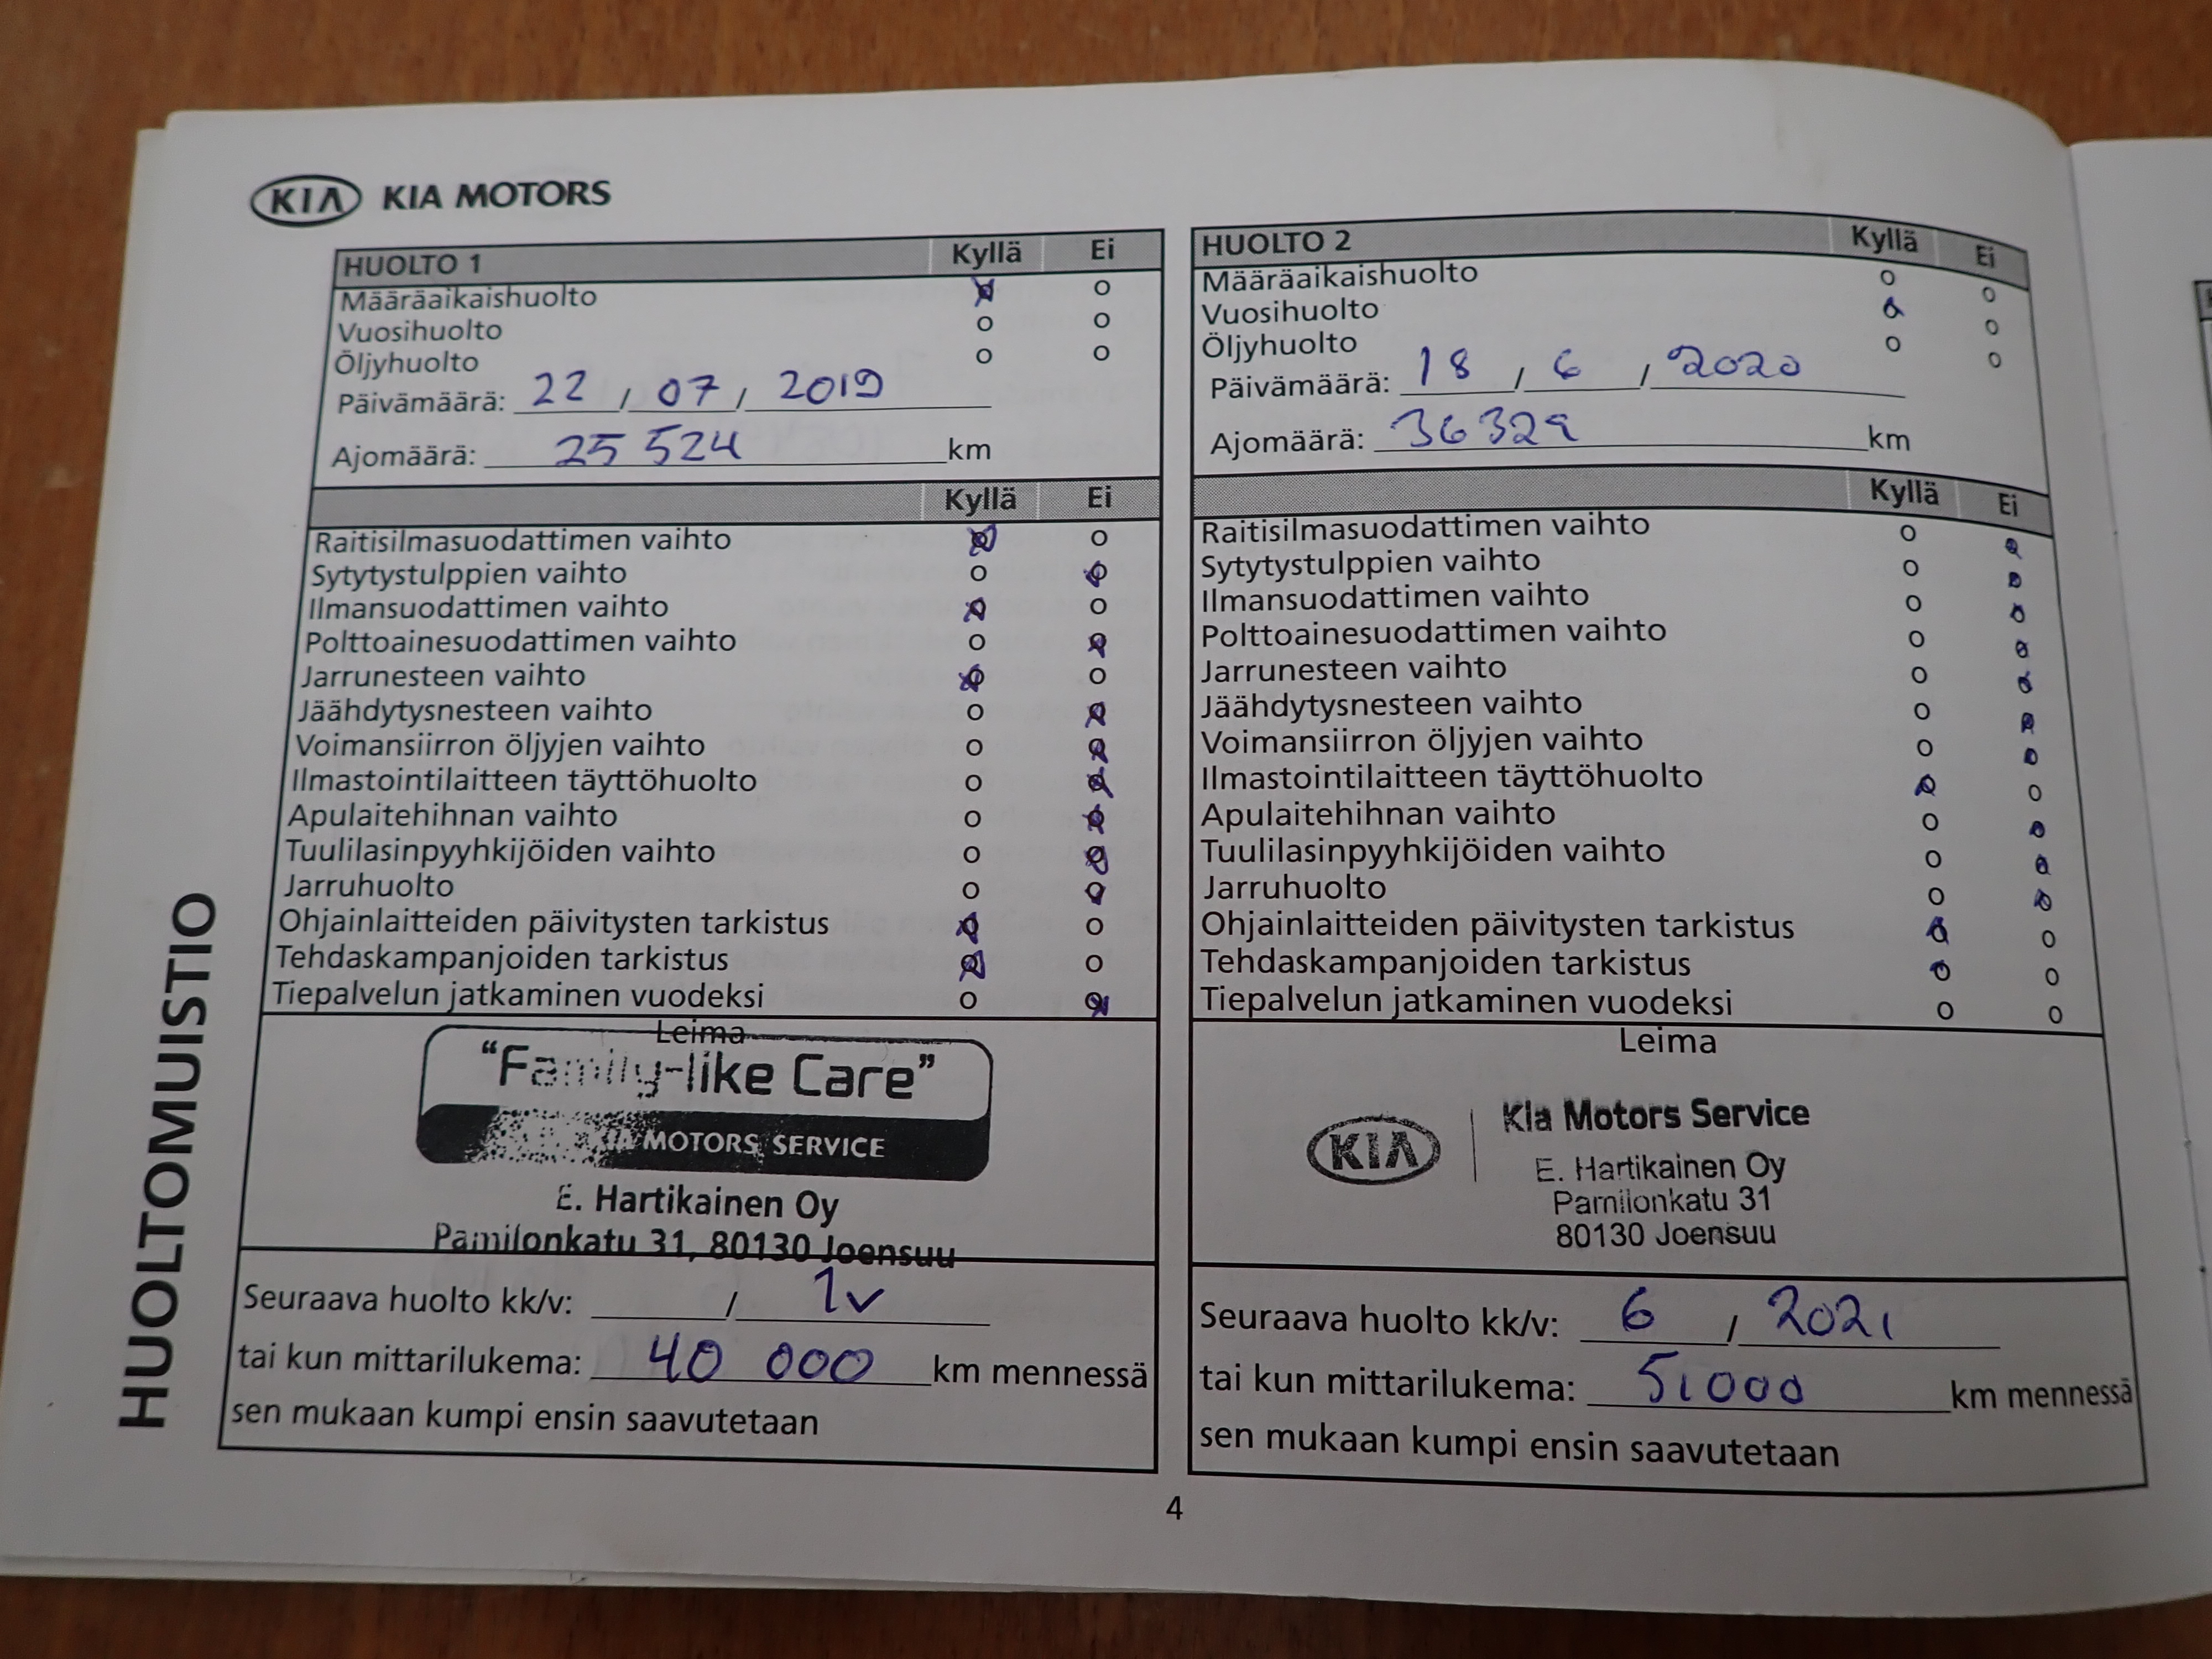 KIA KIA MOTORS
HUOLTOMUISTIO
HUOLTO 1 Kyllä Ei
Määräaikaishuolto
Vuosihuolto
Öljyhuolto
Päivämäärä: 22 / 07 / 2019
Ajomäärä: 25 524 km
Kyllä Ei
Raitisilmasuodattimen vaihto
Sytytystulppien vaihto
Ilmansuodattimen vaihto
Polttoainesuodattimen vaihto
Jarrunesteen vaihto
Jäähdytysnesteen vaihto
Voimansiirron öljyjen vaihto
Ilmastointilaitteen täyttöhuolto
Apulaitehihnan vaihto
Tuulilasinpyyhkijöiden vaihto
Jarruhuolto
Ohjainlaitteiden päivitysten tarkistus
Tehdaskampanjoiden tarkistus
Tiepalvelun jatkaminen vuodeksi
Leima
"Family-like Care"
KIA MOTORS SERVICE
E. Hartikainen Oy
Pamilonkatu 31, 80130 Joensuu
Seuraava huolto kk/v: / 1v
tai kun mittarilukema: 40 000 km mennessä
sen mukaan kumpi ensin saavutetaan
HUOLTO 2 Kyllä Ei
Määräaikaishuolto
Vuosihuolto
Öljyhuolto
Päivämäärä: 18 / 6 / 2020
Ajomäärä: 36329 km
Kyllä Ei
Raitisilmasuodattimen vaihto
Sytytystulppien vaihto
Ilmansuodattimen vaihto
Polttoainesuodattimen vaihto
Jarrunesteen vaihto
Jäähdytysnesteen vaihto
Voimansiirron öljyjen vaihto
Ilmastointilaitteen täyttöhuolto
Apulaitehihnan vaihto
Tuulilasinpyyhkijöiden vaihto
Jarruhuolto
Ohjainlaitteiden päivitysten tarkistus
Tehdaskampanjoiden tarkistus
Tiepalvelun jatkaminen vuodeksi
Leima
KIA Kia Motors Service
E. Hartikainen Oy
Pamilonkatu 31
80130 Joensuu
Seuraava huolto kk/v: 6 / 2021
tai kun mittarilukema: 51000 km mennessä
sen mukaan kumpi ensin saavutetaan
4